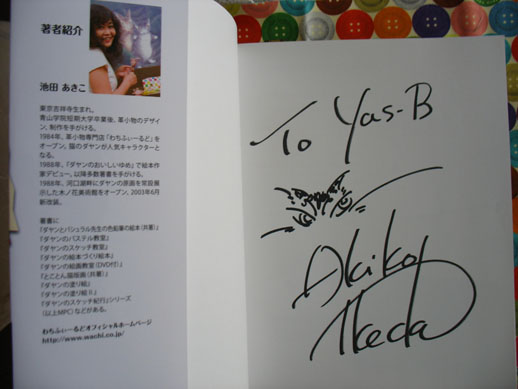 著者紹介
池田 あきこ
東京吉祥寺生まれ。
青山学院短期大学卒業後、革小物のデザイ
ン、制作を手がける。
1984年、革小物専門店「わちふぃーるど」を
オープン。猫のダヤンが人気キャラクターと
なる。
1988年、『ダヤンのおいしいゆめ』で絵本作
家デビュー。以降多数著書を手がける。
1988年、河口湖畔にダヤンの原画を常設展
示した木ノ花美術館をオープン、2003年6月
新改装。
著書に
『ダヤンとパシュラル先生の色鉛筆の絵本(共著)』
『ダヤンのパステル教室』
『ダヤンのスケッチ教室』
『ダヤンの絵本づくり絵本』
『ダヤンの絵画教室(DVD付)』
『とことん脳版画(共著)』
『ダヤンの塗り絵』
『ダヤンの塗り絵Ⅱ』
『ダヤンのスケッチ紀行』シリーズ
(以上MPC)などがある。
わちふぃーるどオフィシャルホームページ
http://www.wachi.co.jp/
To Yas-B
Akiko
Ikeda